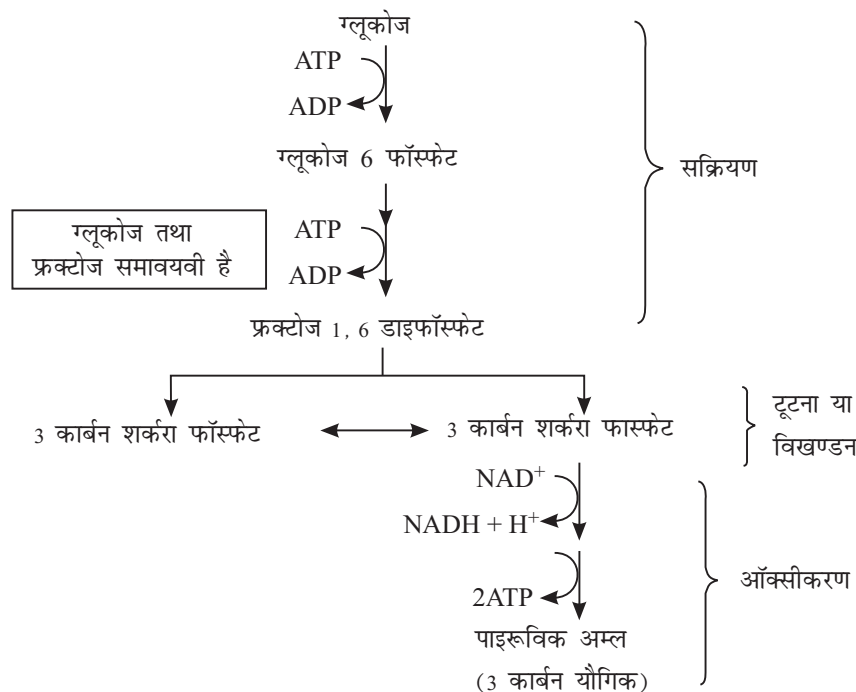 ग्लूकोज
ATP
ADP
ग्लूकोज 6 फॉस्फेट
सक्रियण
ग्लूकोज तथा
फ्रक्टोज समावयवी है
ATP
ADP
फ्रक्टोज 1, 6 डाइफॉस्फेट
3 कार्बन शर्करा फॉस्फेट
3 कार्बन शर्करा फास्फेट
टूटना या
विखण्डन
NAD⁺
NADH + H⁺
2ATP
ऑक्सीकरण
पाइरूविक अम्ल
(3 कार्बन यौगिक)